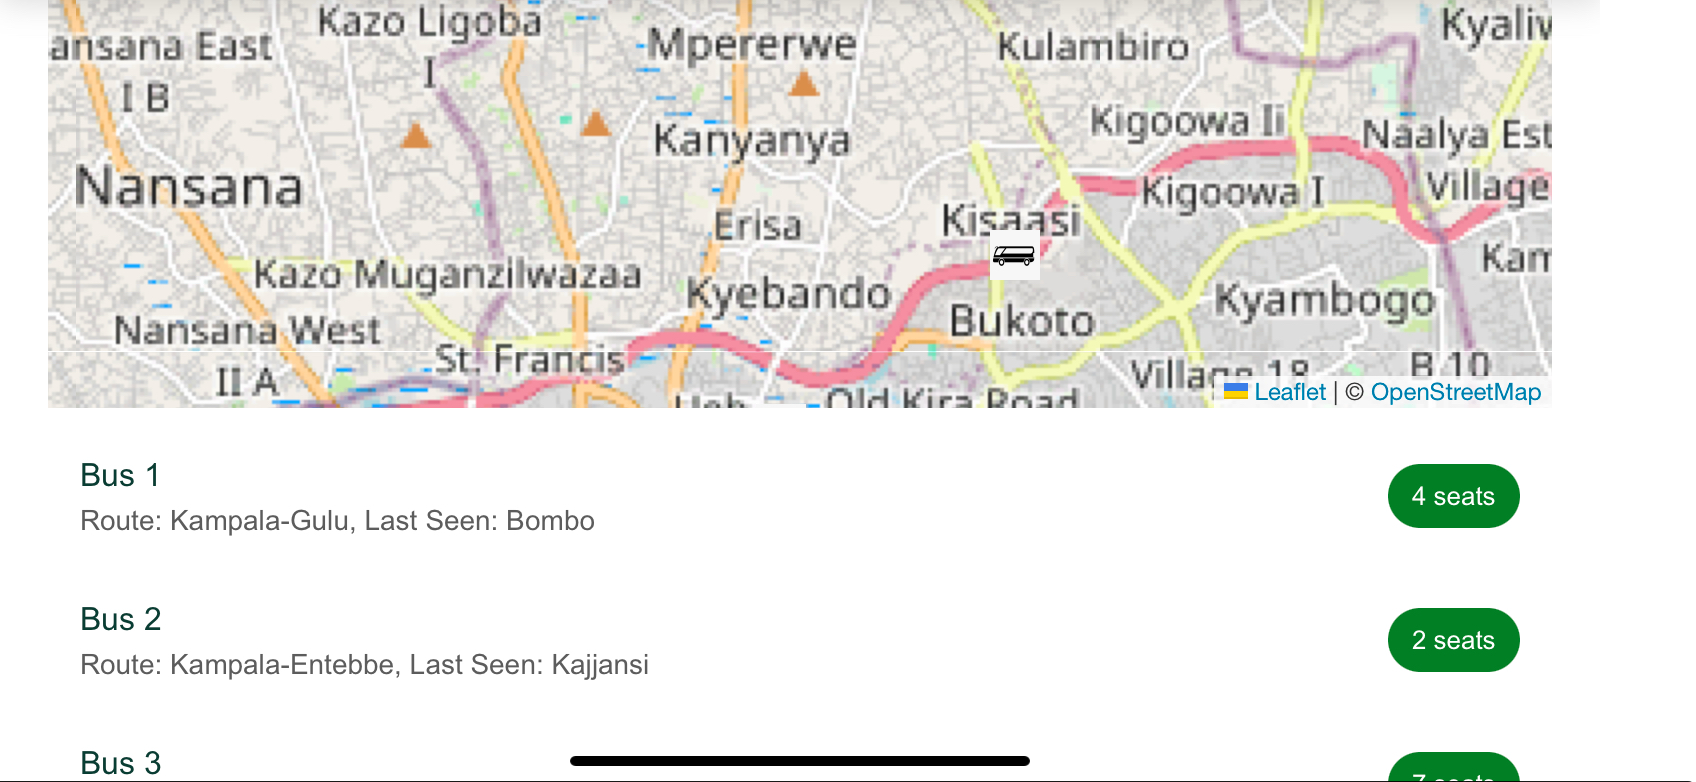 Kazo Ligoba
I
ansana East
I B
Mpererwe
Kulambiro
Kyaliw
Kanyanya
Kigoowa Ii
Naalya Est
Nansana
Kigoowa I
Village
Erisa
Kisaasi
Kazo Muganzilwazaa
Kam
Kyebando
Kyambogo
Nansana West
II A
Bukoto
St. Francis
Village 18
B 10
Old Kira Road
Leaflet | © OpenStreetMap
Bus 1
4 seats
Route: Kampala-Gulu, Last Seen: Bombo
Bus 2
2 seats
Route: Kampala-Entebbe, Last Seen: Kajjansi
Bus 3
7 seats